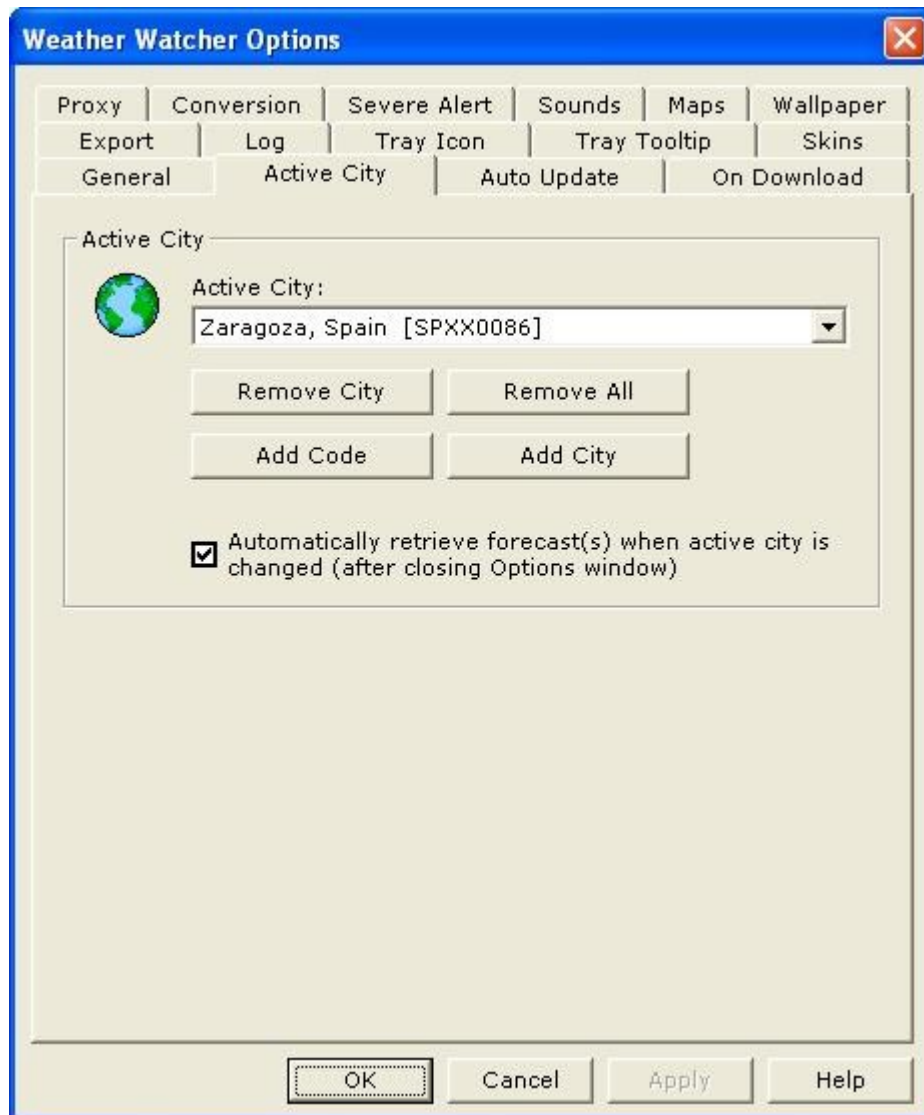 Weather Watcher Options
Proxy Conversion Severe Alert Sounds Maps Wallpaper
Export Log Tray Icon Tray Tooltip Skins
General Active City Auto Update On Download
Active City
Active City:
Zaragoza, Spain [SPXX0086]
Remove City Remove All
Add Code Add City
Automatically retrieve forecast(s) when active city is
changed (after closing Options window)
OK Cancel Apply Help